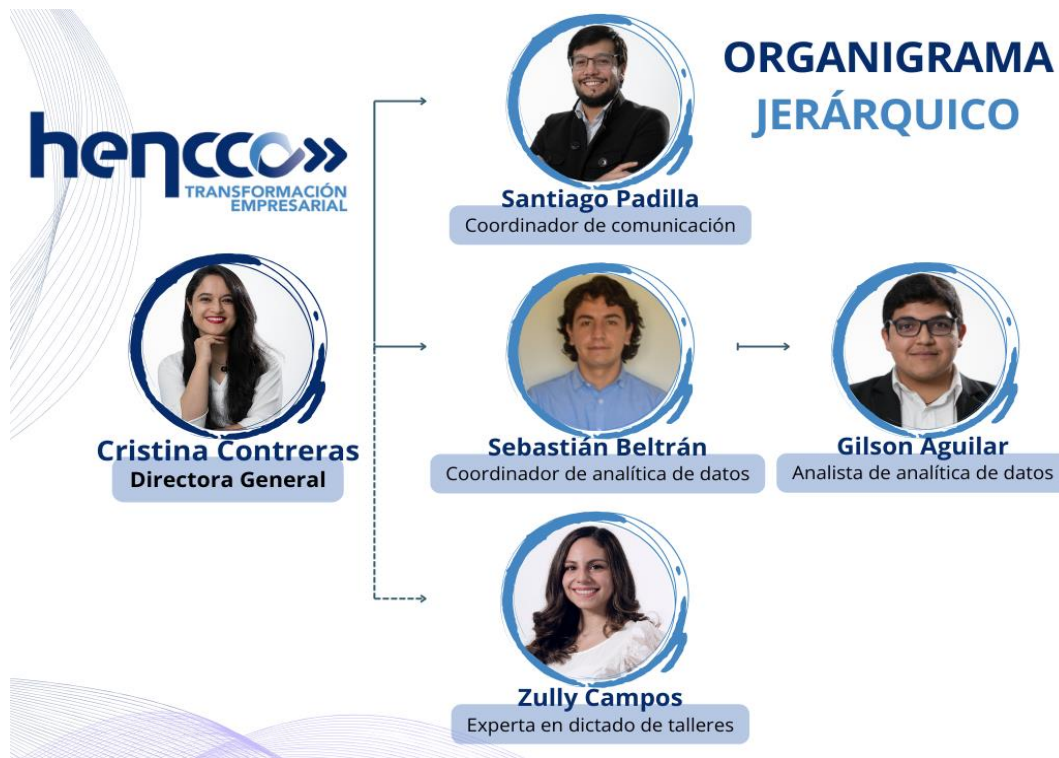 ORGANIGRAMA
JERÁRQUICO
hencco»
TRANSFORMACIÓN
EMPRESARIAL
Santiago Padilla
Coordinador de comunicación
Cristina Contreras
Directora General
Sebastián Beltrán
Coordinador de analítica de datos
Gilson Aguilar
Analista de analítica de datos
Zully Campos
Experta en dictado de talleres